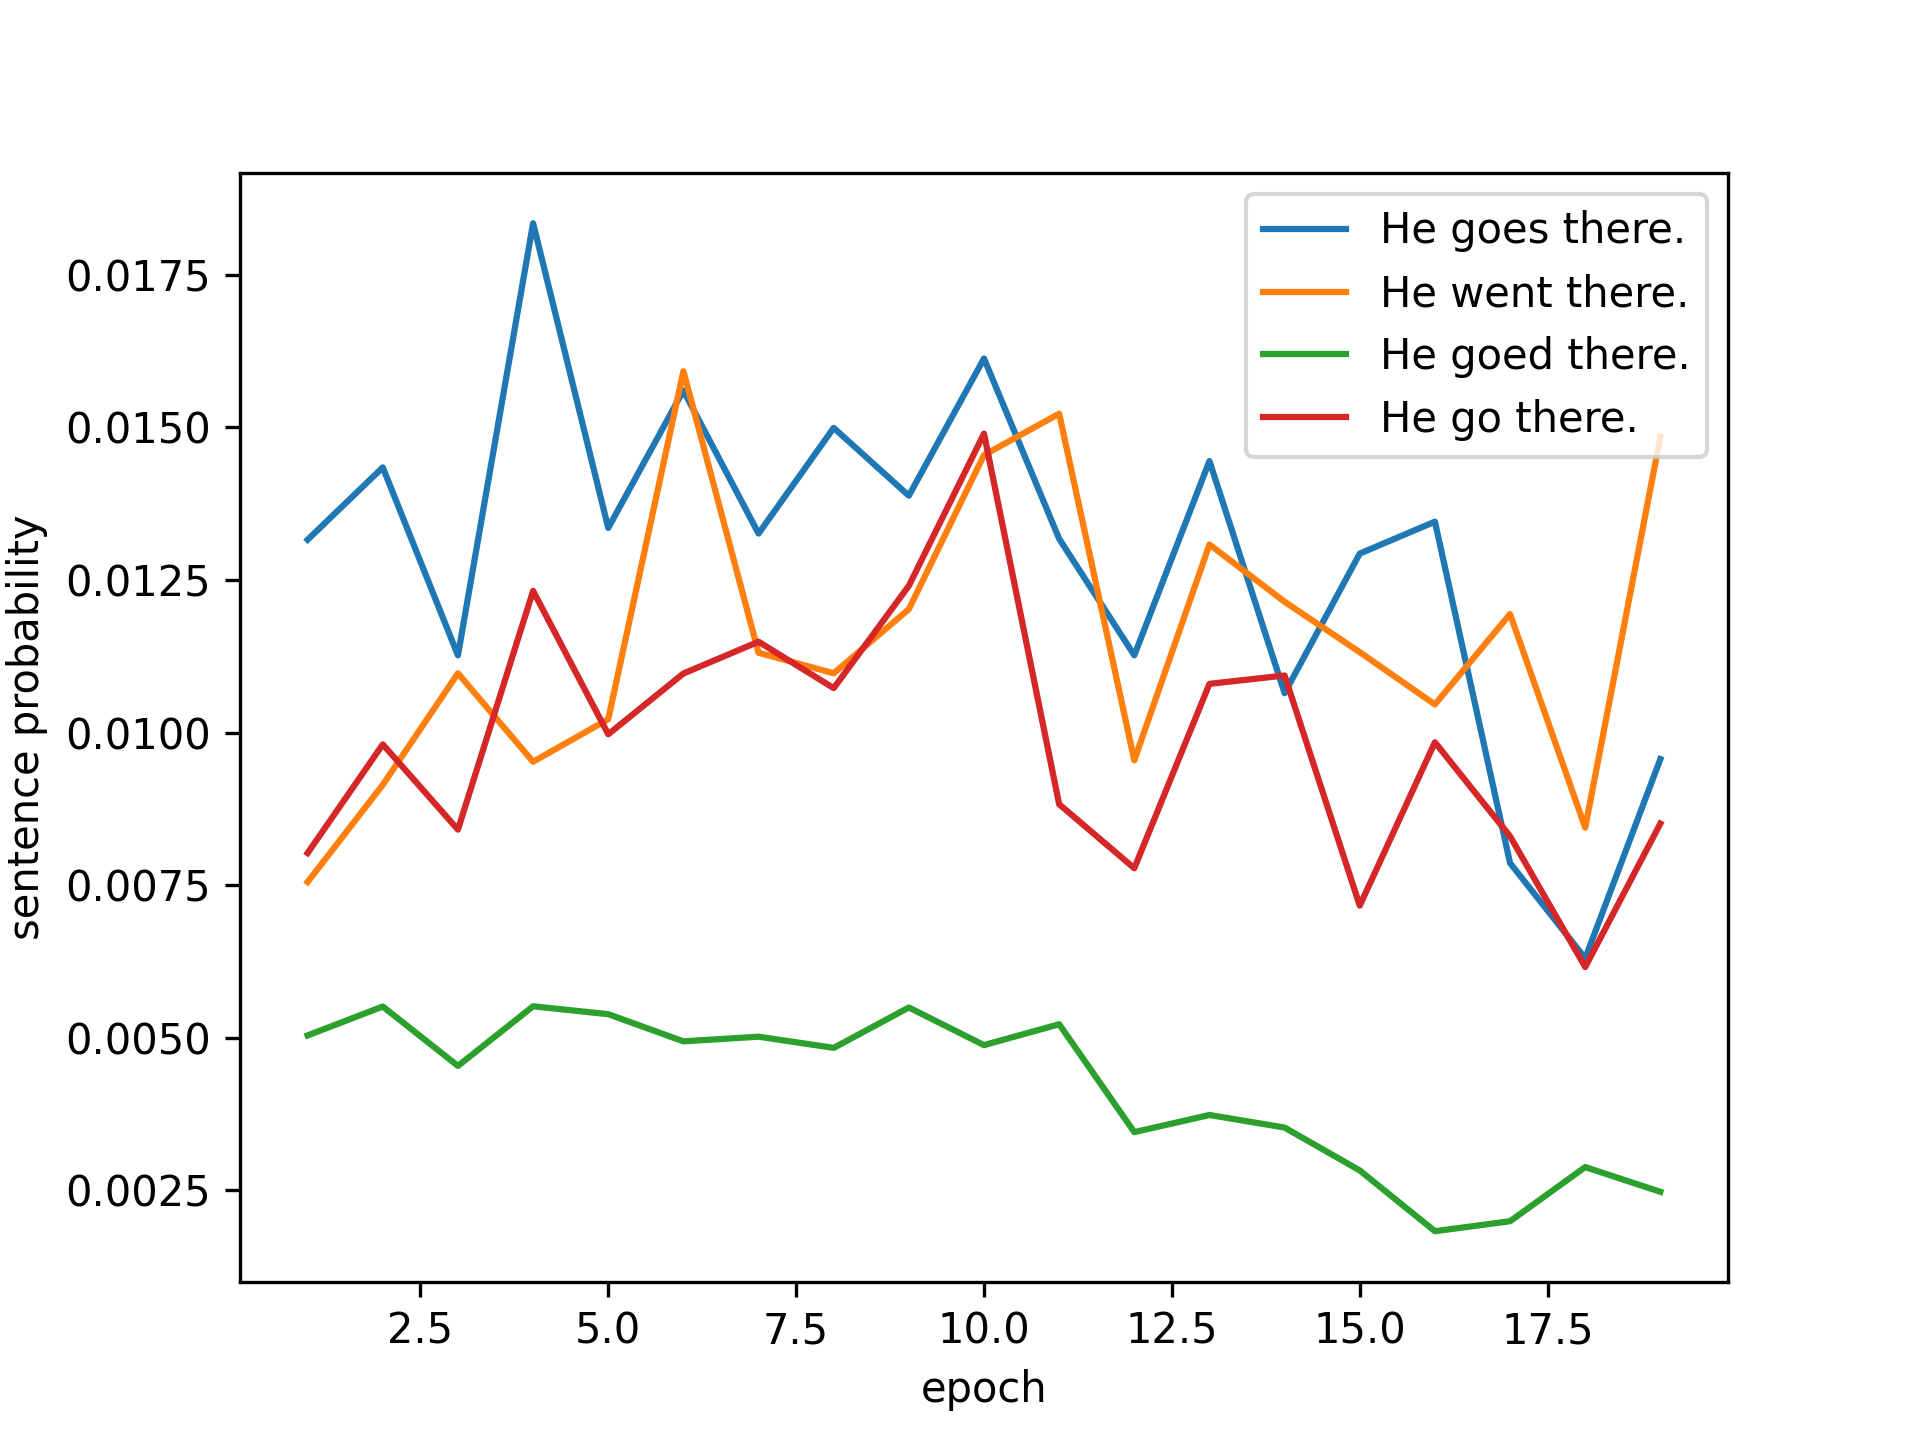 He goes there.
He went there.
He goed there.
He go there.
0.0175
0.0150
0.0125
0.0100
0.0075
0.0050
0.0025
sentence probability
2.5 5.0 7.5 10.0 12.5 15.0 17.5
epoch